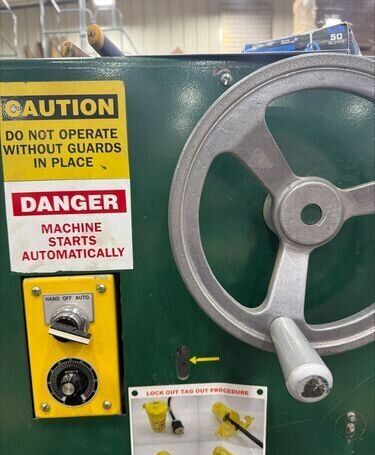 50
CAUTION
DO NOT OPERATE
WITHOUT GUARDS
IN PLACE
DANGER
MACHINE
STARTS
AUTOMATICALLY
HAND OFF AUTO
LOCK OUT TAG OUT PROCEDURE